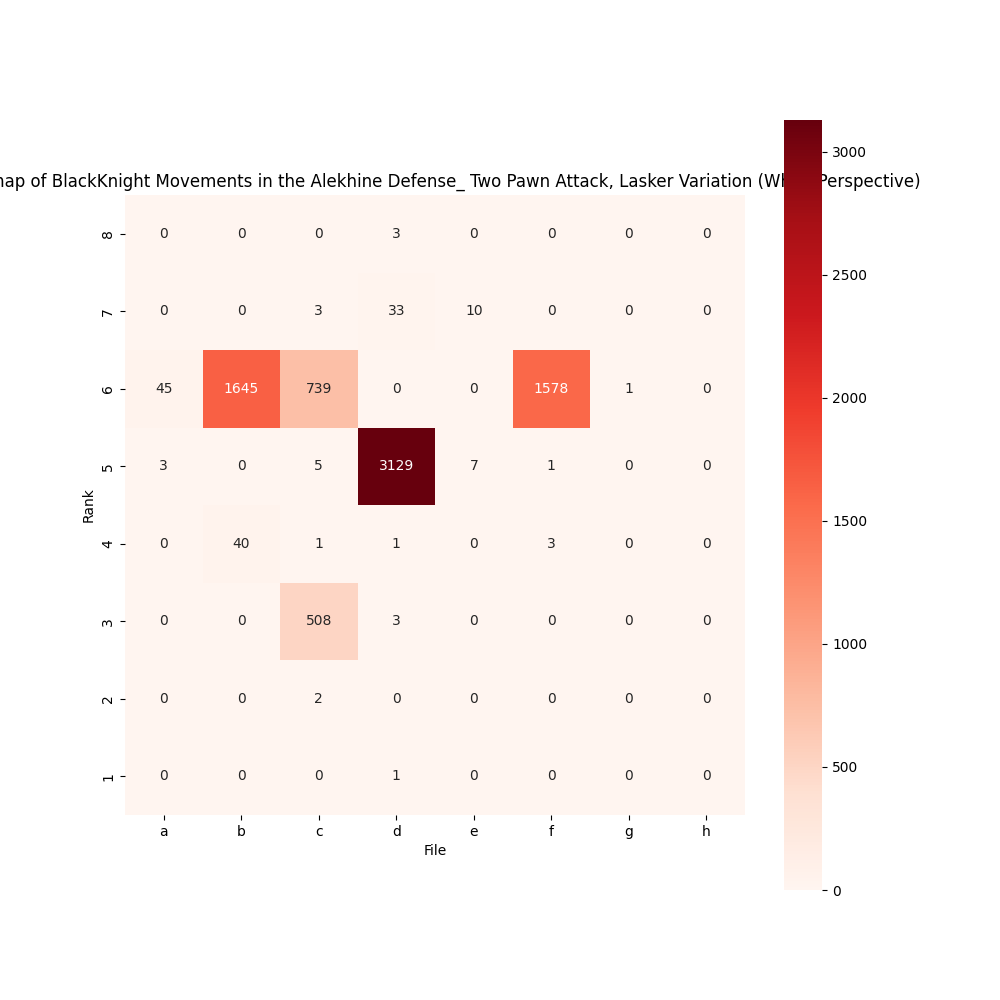 of BlackKnight Movements in the Alekhine Defense_ Two Pawn Attack, Lasker Variation Perspective)
8 0 0 0 3 0 0 0 0
7 0 0 3 33 10 0 0 0
6 45 1645 739 0 0 1578 1 0
5 3 0 5 3129 7 1 0 0
4 0 40 1 1 0 3 0 0
3 0 0 508 3 0 0 0 0
2 0 0 2 0 0 0 0 0
1 0 0 0 1 0 0 0 0
a b c d e f g h
File
Rank
3000
2500
2000
1500
1000
500
0